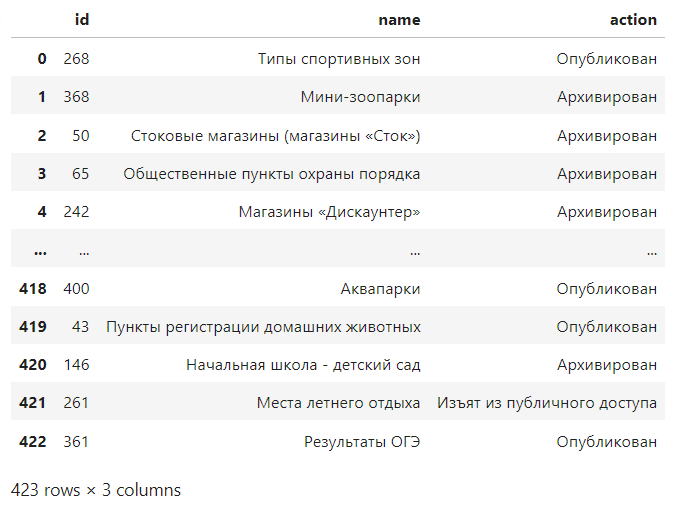 id name action
0 268 Типы спортивных зон Опубликован
1 368 Мини-зоопарки Архивирован
2 50 Стоковые магазины (магазины «Сток») Архивирован
3 65 Общественные пункты охраны порядка Архивирован
4 242 Магазины «Дискаунтер» Архивирован
... ... ... ...
418 400 Аквапарки Опубликован
419 43 Пункты регистрации домашних животных Опубликован
420 146 Начальная школа - детский сад Архивирован
421 261 Места летнего отдыха Изъят из публичного доступа
422 361 Результаты ОГЭ Опубликован
423 rows × 3 columns